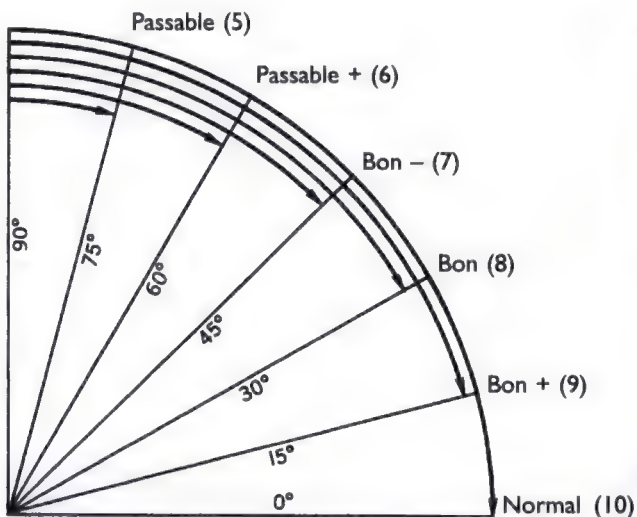 Passable (5)
Passable + (6)
Bon – (7)
Bon (8)
Bon + (9)
Normal (10)
90°
75°
60°
45°
30°
15°
0°